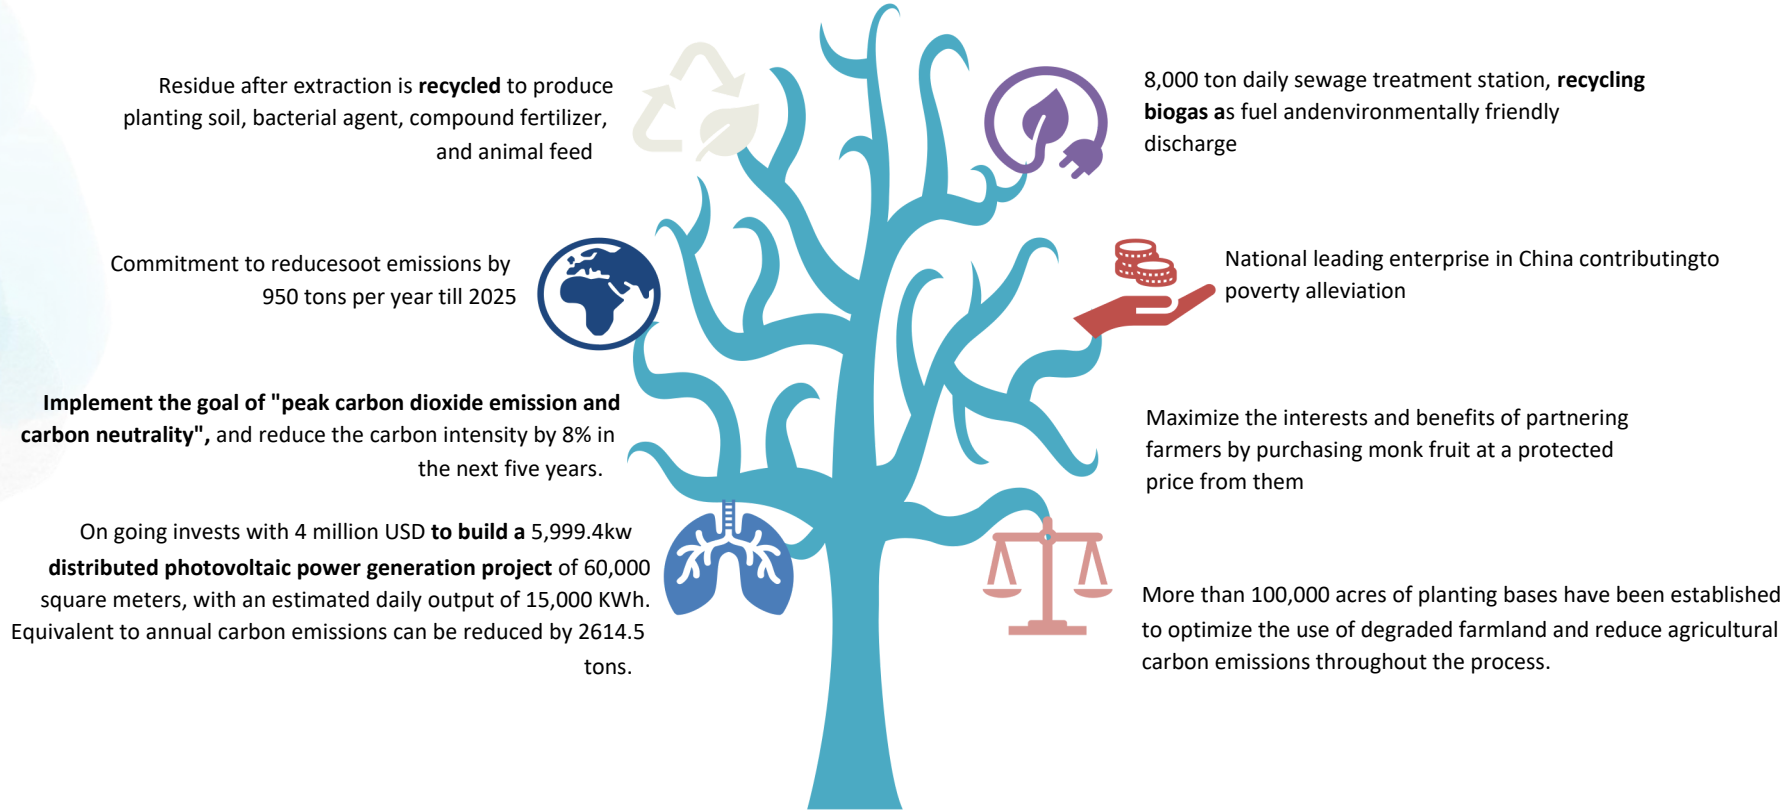 Residue after extraction is recycled to produce
planting soil, bacterial agent, compound fertilizer,
and animal feed
Commitment to reducesoot emissions by
950 tons per year till 2025
Implement the goal of "peak carbon dioxide emission and
carbon neutrality", and reduce the carbon intensity by 8% in
the next five years.
On going invests with 4 million USD to build a 5,999.4kw
distributed photovoltaic power generation project of 60,000
square meters, with an estimated daily output of 15,000 KWh.
Equivalent to annual carbon emissions can be reduced by 2614.5
tons.
8,000 ton daily sewage treatment station, recycling
biogas as fuel andenvironmentally friendly
discharge
National leading enterprise in China contributingto
poverty alleviation
Maximize the interests and benefits of partnering
farmers by purchasing monk fruit at a protected
price from them
More than 100,000 acres of planting bases have been established
to optimize the use of degraded farmland and reduce agricultural
carbon emissions throughout the process.